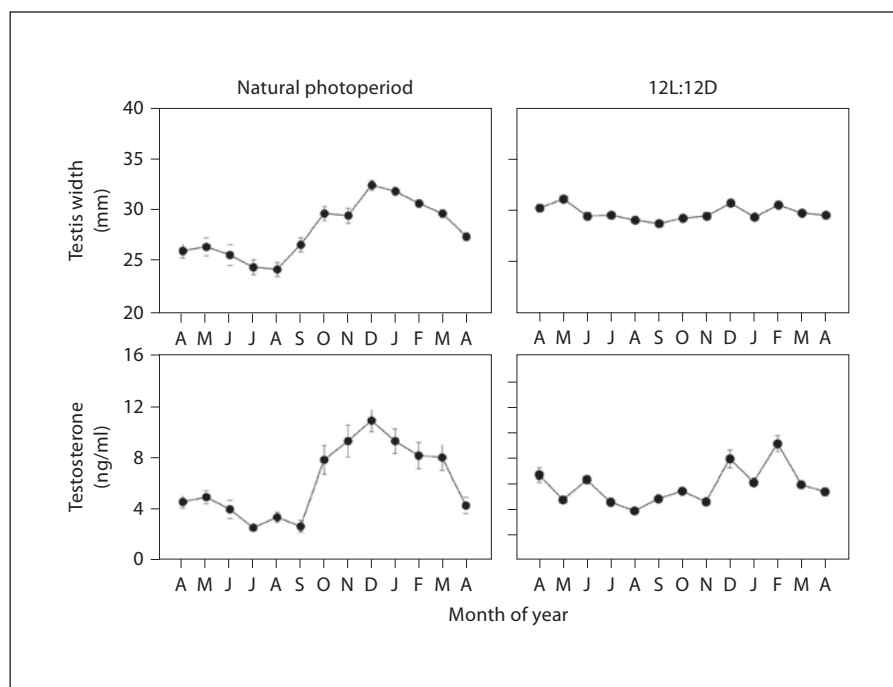 Natural photoperiod
12L:12D
Testis width
(mm)
40
35
30
25
20
A M J J A S O N D J F M A
A M J J A S O N D J F M A
Testosterone
(ng/ml)
16
12
8
4
0
A M J J A S O N D J F M A
A M J J A S O N D J F M A
Month of year